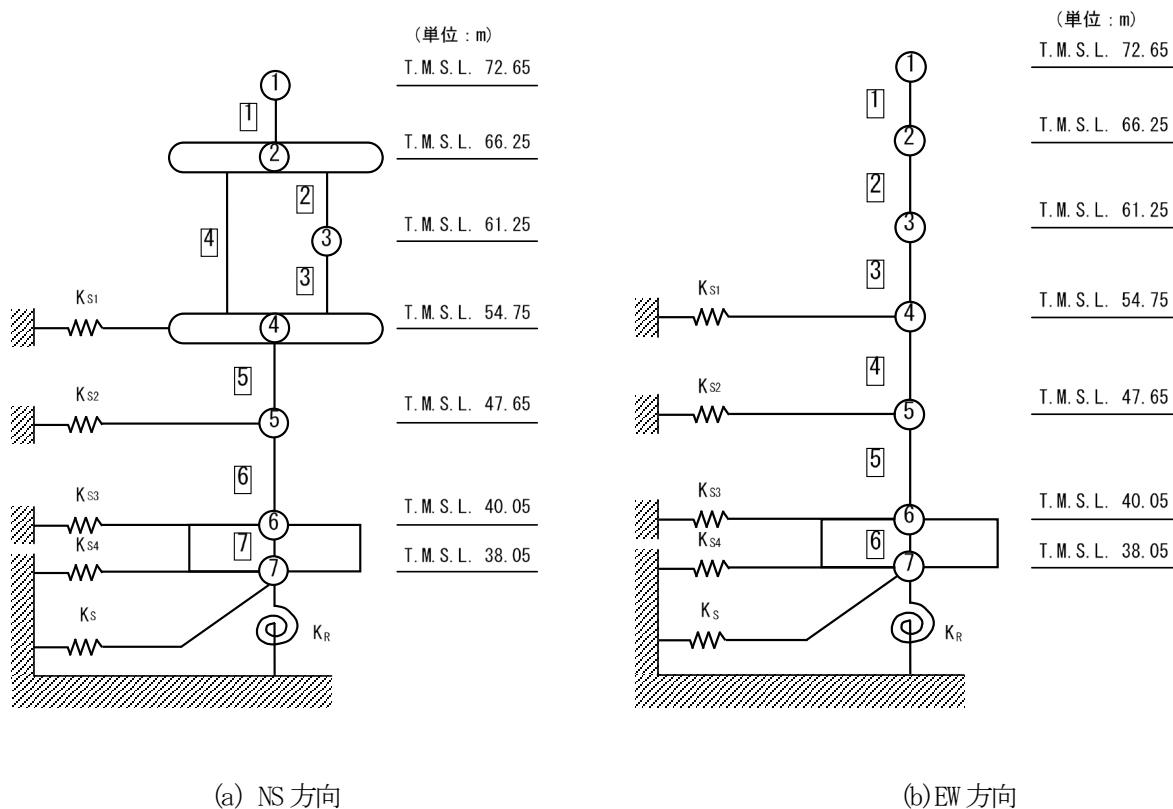 (単位:m)
T.M.S.L. 72.65
1
1
T.M.S.L. 66.25
2
2
T.M.S.L. 61.25
4
3
3
KS1
T.M.S.L. 54.75
4
5
KS2
T.M.S.L. 47.65
5
6
KS3
T.M.S.L. 40.05
6
7
KS4
T.M.S.L. 38.05
7
KS
KR
(a) NS方向
(単位:m)
T.M.S.L. 72.65
1
1
T.M.S.L. 66.25
2
2
T.M.S.L. 61.25
3
3
KS1
T.M.S.L. 54.75
4
4
KS2
T.M.S.L. 47.65
5
5
KS3
T.M.S.L. 40.05
6
6
KS4
T.M.S.L. 38.05
7
KS
KR
(b)EW方向